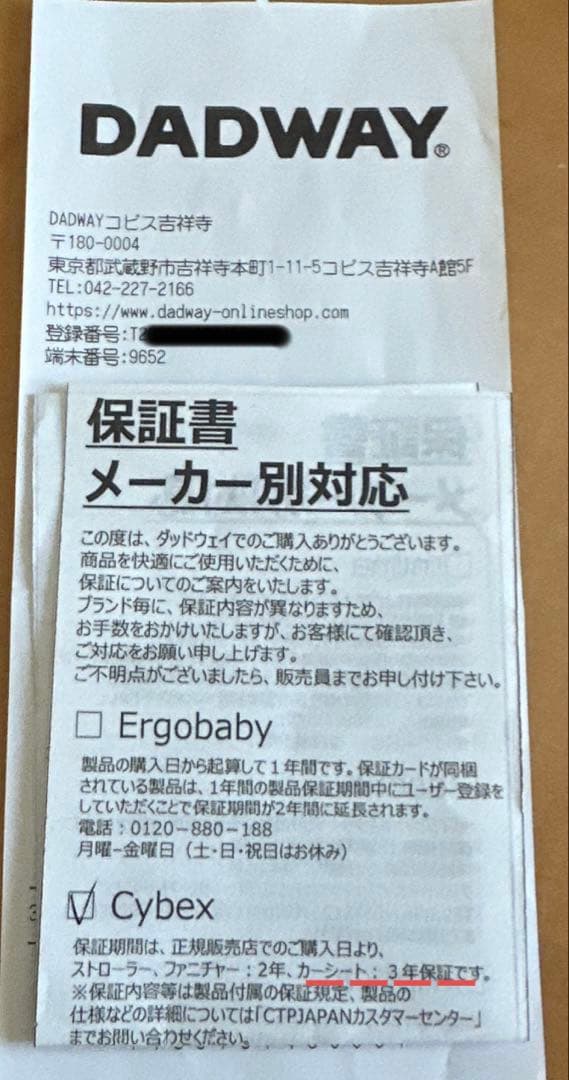 DADWAY®
DADWAYコピス吉祥寺
〒180-0004
東京都武蔵野市吉祥寺本町1-11-5コピス吉祥寺A館5F
TEL:042-227-2166
https://www.dadway-onlineshop.com
登録番号:T2
端末番号:9652
保証書
メーカー別対応
この度は、ダッドウェイでのご購入ありがとうございます。
商品を快適にご使用いただくために、
保証についてのご案内をいたします。
ブランド毎に、保証内容が異なりますため、
お手数をおかけいたしますが、お客様にて確認頂き、
ご対応をお願い申し上げます。
ご不明点がございましたら、販売員までお申し付け下さい。
□ Ergobaby
製品の購入日から起算して1年間です。保証カードが同梱
されている製品は、1年間の製品保証期間中にユーザー登録を
していただくことで保証期間が2年間に延長されます。
電話：0120-880-188
月曜-金曜日（土・日・祝日はお休み）
☑ Cybex
保証期間は、正規販売店でのご購入日より、
ストローラー、ファニチャー：2年、カーシート：３年保証です。
※保証内容等は製品付属の保証規定、製品の
仕様などの詳細については「CTPJAPANカスタマーセンター」
までお問い合わせください。